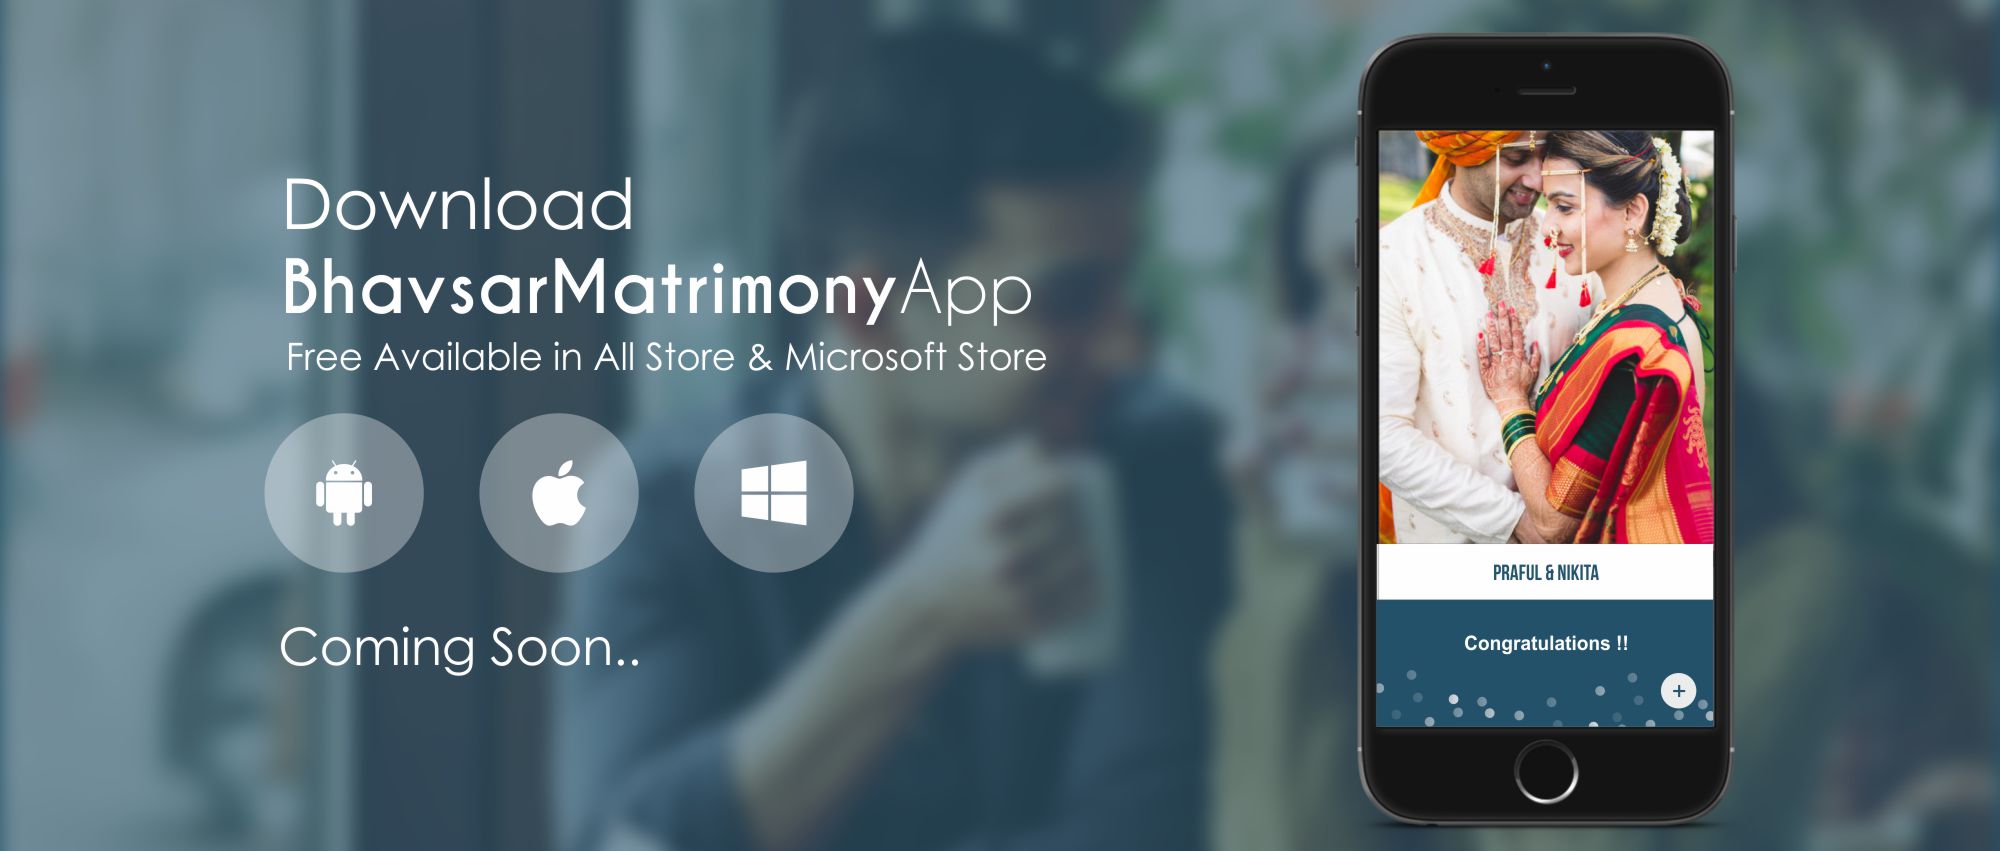 Download
BhavsarMatrimonyApp
Free Available in All Store & Microsoft Store
Coming Soon..
PRAFUL & NIKITA
Congratulations !!
+